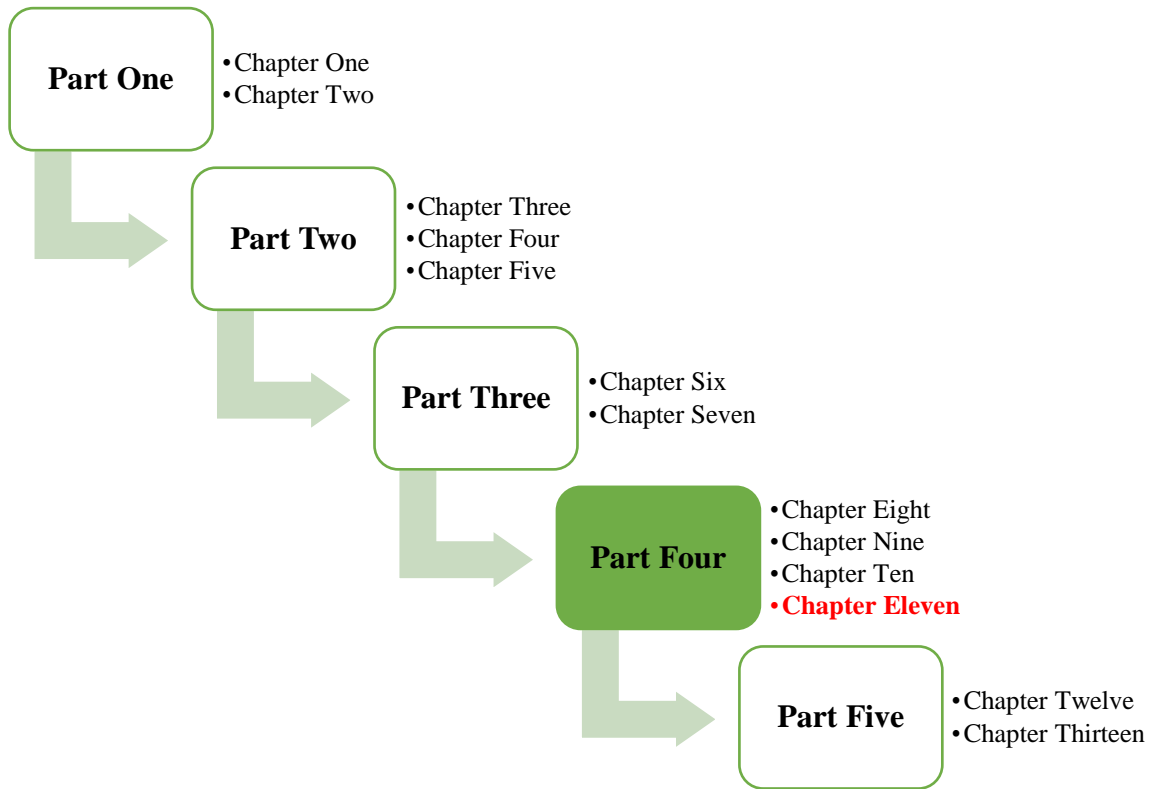 Part One
•Chapter One
•Chapter Two
Part Two
•Chapter Three
•Chapter Four
•Chapter Five
Part Three
•Chapter Six
•Chapter Seven
Part Four
•Chapter Eight
•Chapter Nine
•Chapter Ten
•Chapter Eleven
Part Five
•Chapter Twelve
•Chapter Thirteen